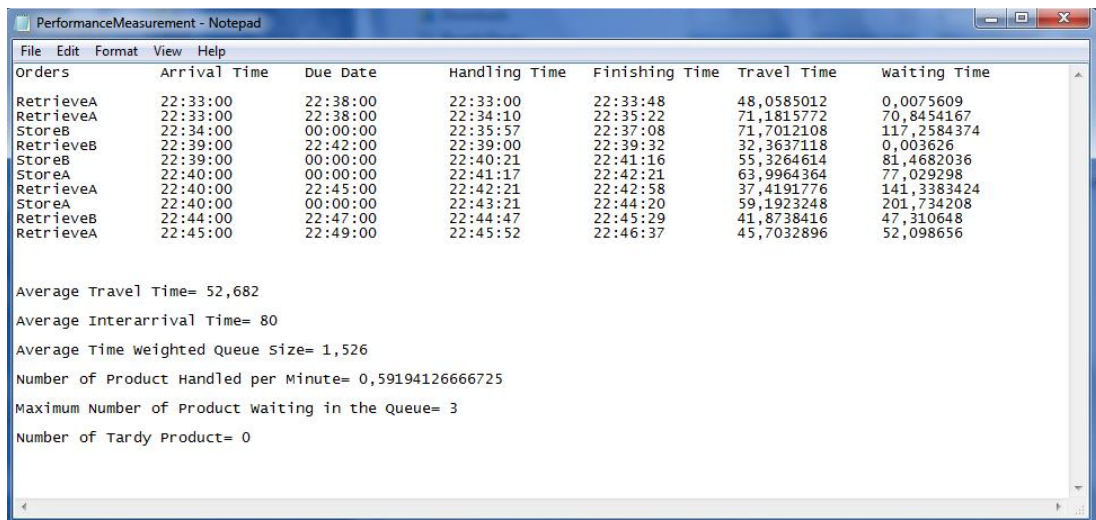 PerformanceMeasurement - Notepad
File Edit Format View Help
Orders Arrival Time Due Date Handling Time Finishing Time Travel Time Waiting Time
RetrieveA 22:33:00 22:38:00 22:33:00 22:33:48 48,0585012 0,0075609
RetrieveA 22:33:00 22:38:00 22:34:10 22:35:22 71,1815772 70,8454167
StoreB 22:34:00 00:00:00 22:35:57 22:37:08 71,7012108 117,2584374
RetrieveB 22:39:00 22:42:00 22:39:00 22:39:32 32,3637118 0,003626
StoreB 22:39:00 00:00:00 22:40:21 22:41:16 55,3264614 81,4682036
StoreA 22:40:00 00:00:00 22:41:17 22:42:21 63,9964364 77,029298
RetrieveA 22:40:00 22:45:00 22:42:21 22:42:58 37,4191776 141,3383424
StoreA 22:40:00 00:00:00 22:43:21 22:44:20 59,1923248 201,734208
RetrieveB 22:44:00 22:47:00 22:44:47 22:45:29 41,8738416 47,310648
RetrieveA 22:45:00 22:49:00 22:45:52 22:46:37 45,7032896 52,098656
Average Travel Time= 52,682
Average Interarrival Time= 80
Average Time Weighted Queue Size= 1,526
Number of Product Handled per Minute= 0,59194126666725
Maximum Number of Product Waiting in the Queue= 3
Number of Tardy Product= 0